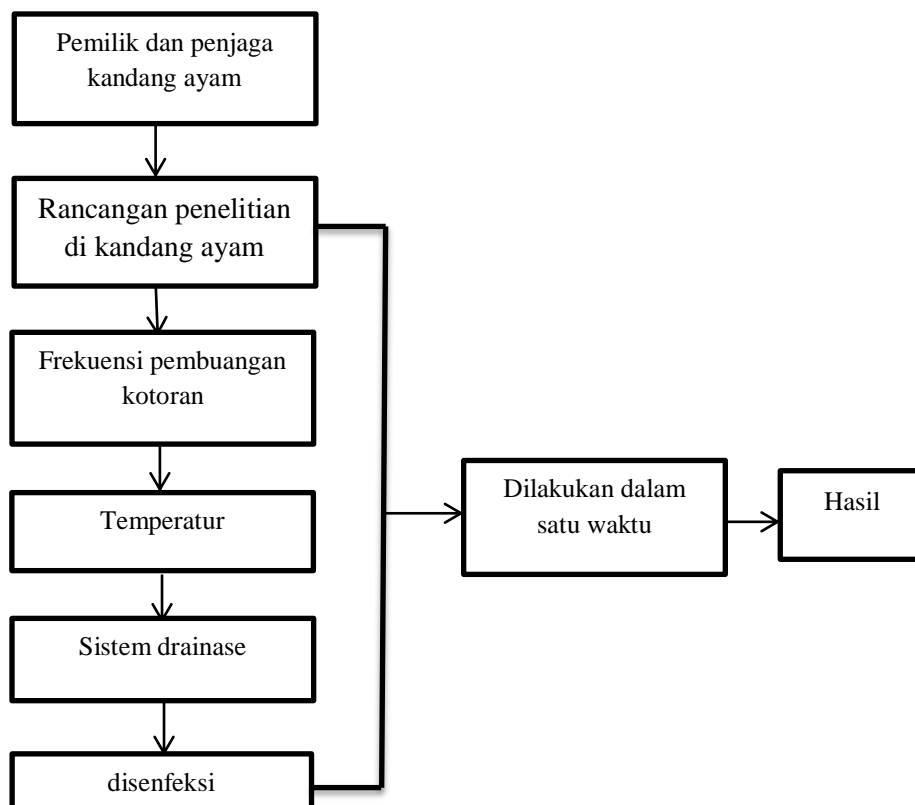 Pemilik dan penjaga
kandang ayam
Rancangan penelitian
di kandang ayam
Frekuensi pembuangan
kotoran
Temperatur
Sistem drainase
disenfeksi
Dilakukan dalam
satu waktu
Hasil